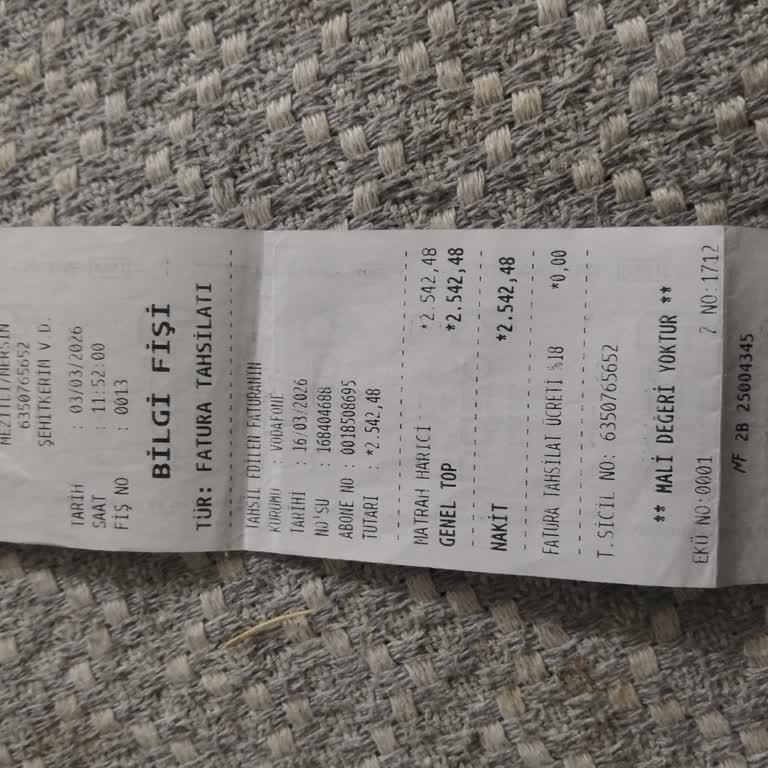 MEZİTLİ/MERSİN
6350765652
ŞEHİTKERİM V.D.
TARİH : 03/03/2026
SAAT : 11:52:00
FİŞ NO : 0013
BİLGİ FİŞİ
TÜR: FATURA TAHSİLATI
TAHSİL EDİLEN FATURANIN
KURUMU : VODAFONE
TARİHİ : 16/03/2026
NO'SU : 168404688
ABONE NO : 0018508695
TUTARI : *2.542,48
MATRAH HARİCİ *2.542,48
GENEL TOP *2.542,48
NAKİT *2.542,48
FATURA TAHSİLAT ÜCRETİ %18 *0,00
T.SİCİL NO: 6350765652
** MALİ DEĞERİ YOKTUR **
EKÜ NO:0001 Z NO:1712
MF 2B 25004345